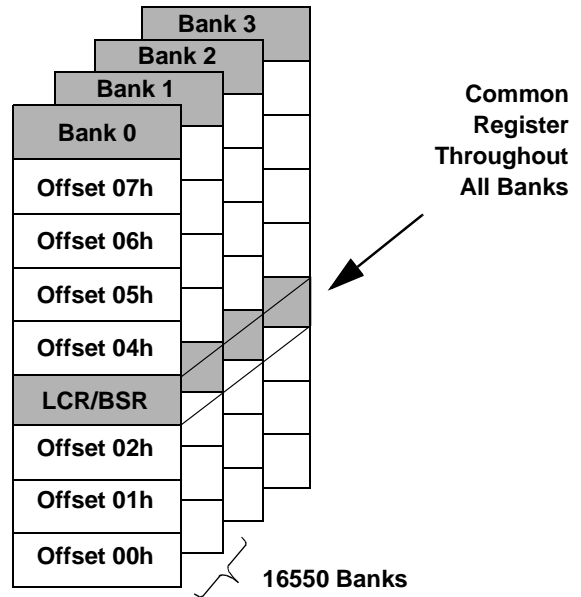 Bank 3
Bank 2
Bank 1
Bank 0
Offset 07h
Offset 06h
Offset 05h
Offset 04h
LCR/BSR
Offset 02h
Offset 01h
Offset 00h
Common
Register
Throughout
All Banks
16550 Banks